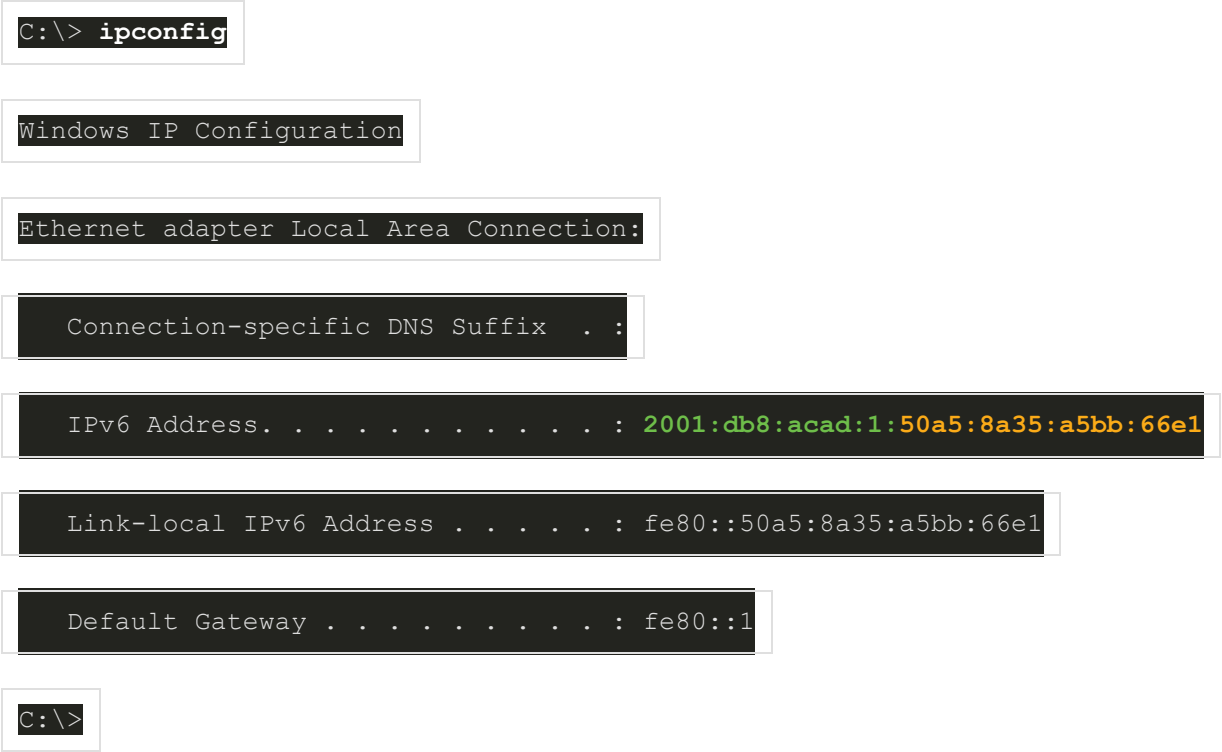 C:\> ipconfig
Windows IP Configuration
Ethernet adapter Local Area Connection:
   Connection-specific DNS Suffix  . :
   IPv6 Address. . . . . . . . . . . : 2001:db8:acad:1:50a5:8a35:a5bb:66e1
   Link-local IPv6 Address . . . . . : fe80::50a5:8a35:a5bb:66e1
   Default Gateway . . . . . . . . . : fe80::1
C:\>